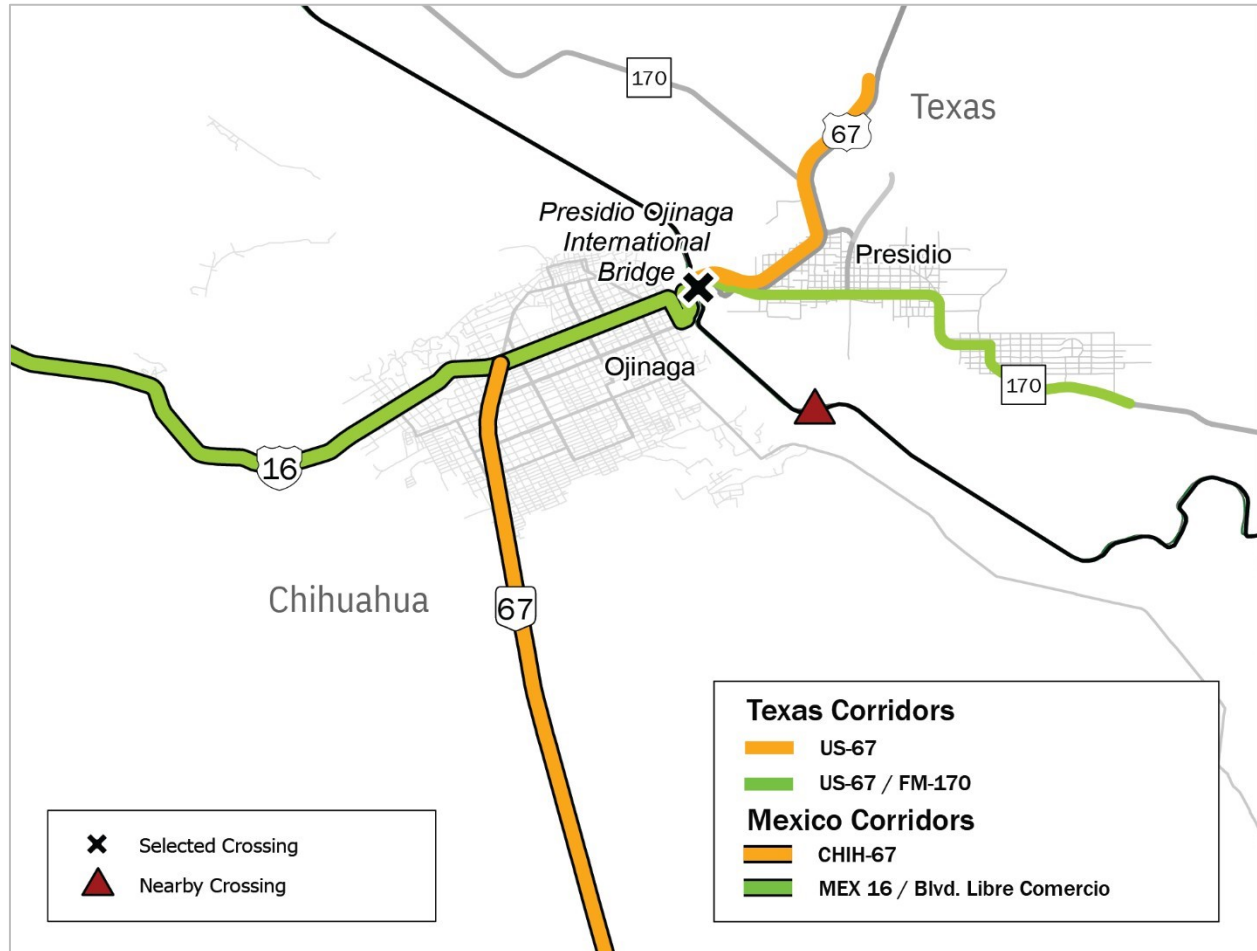 170
Texas
67
Presidio Ojinaga
International
Bridge
Presidio
Ojinaga
170
16
Chihuahua
67
Texas Corridors
US-67
US-67 / FM-170
Mexico Corridors
CHIH-67
MEX 16 / Blvd. Libre Comercio
Selected Crossing
Nearby Crossing